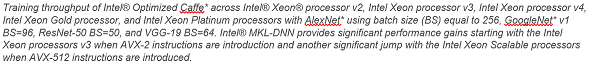 Training throughput of Intel® Optimized Caffe* across Intel® Xeon® processor v2, Intel Xeon processor v3, Intel Xeon processor v4,
Intel Xeon Gold processor, and Intel Xeon Platinum processors with AlexNet* using batch size (BS) equal to 256, GoogleNet* v1
BS=96, ResNet-50 BS=50, and VGG-19 BS=64. Intel® MKL-DNN provides significant performance gains starting with the Intel
Xeon processors v3 when AVX-2 instructions are introduction and another significant jump with the Intel Xeon Scalable processors
when AVX-512 instructions are introduced.